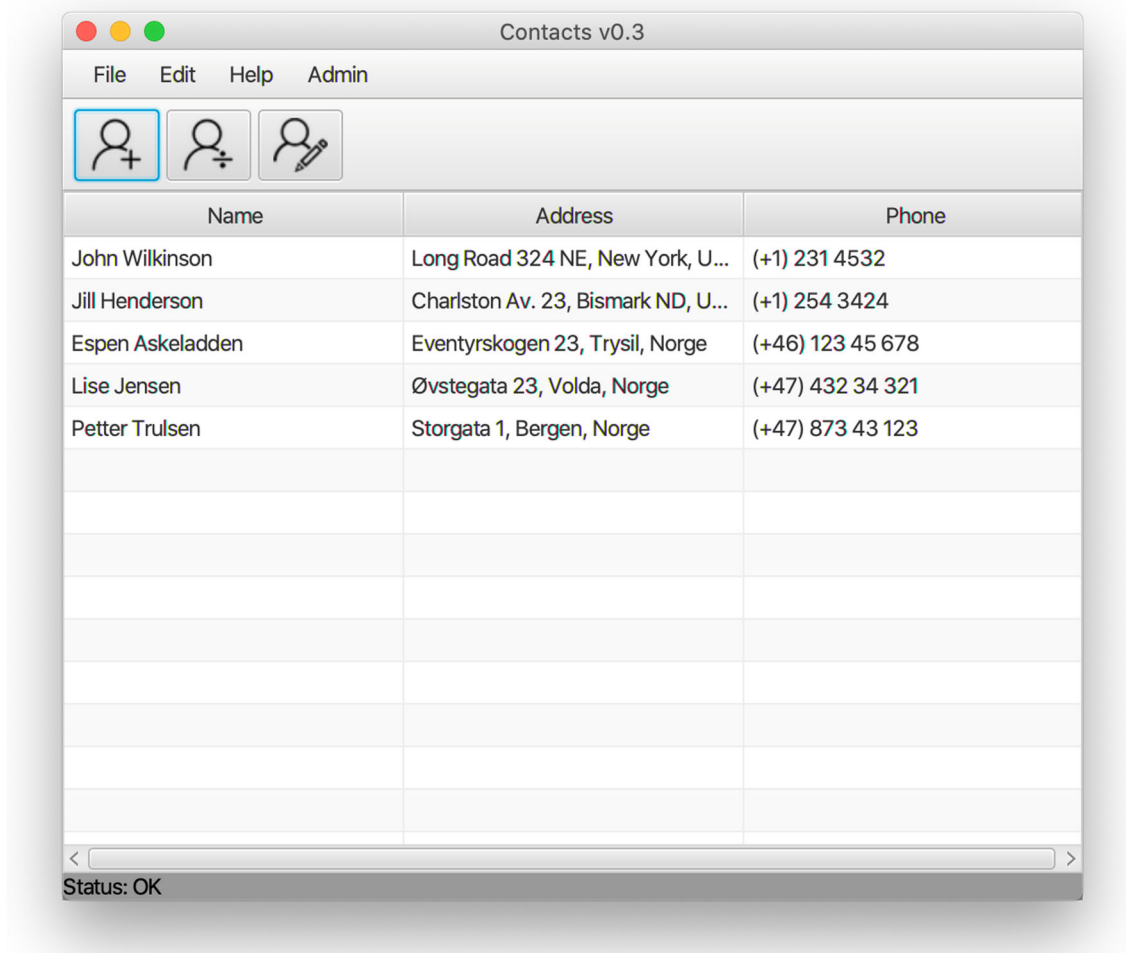 Contacts v0.3
File Edit Help Admin
Name Address Phone
John Wilkinson Long Road 324 NE, New York, U... (+1) 231 4532
Jill Henderson Charlston Av. 23, Bismark ND, U... (+1) 254 3424
Espen Askeladden Eventyrskogen 23, Trysil, Norge (+46) 123 45 678
Lise Jensen Øvstegata 23, Volda, Norge (+47) 432 34 321
Petter Trulsen Storgata 1, Bergen, Norge (+47) 873 43 123
Status: OK